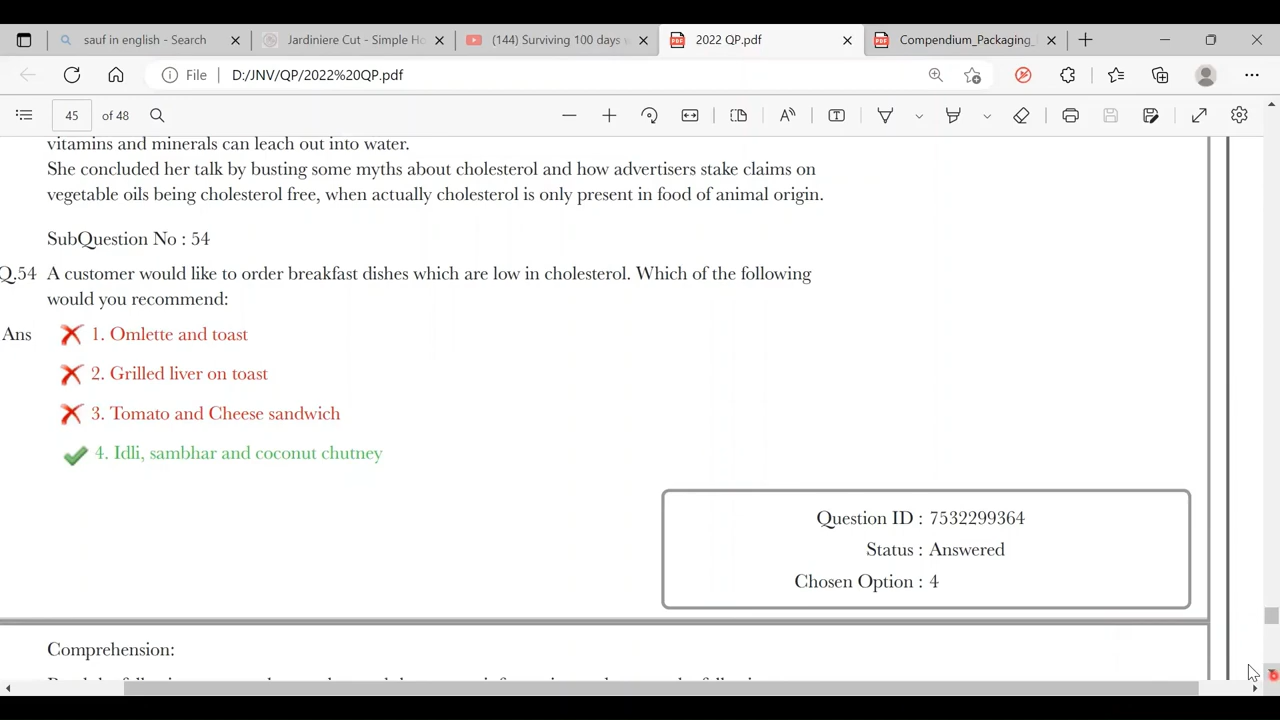 sauf in english - Search
Jardiniere Cut - Simple Ho
(144) Surviving 100 days
2022 QP.pdf
Compendium_Packaging_
File
D:/JNV/QP/2022%20QP.pdf
45
of 48
vitamins and minerals can leach out into water.
She concluded her talk by busting some myths about cholesterol and how advertisers stake claims on
vegetable oils being cholesterol free, when actually cholesterol is only present in food of animal origin.
SubQuestion No : 54
Q.54 A customer would like to order breakfast dishes which are low in cholesterol. Which of the following
would you recommend:
Ans 1. Omlette and toast
2. Grilled liver on toast
3. Tomato and Cheese sandwich
4. Idli, sambhar and coconut chutney
Question ID : 7532299364
Status : Answered
Chosen Option : 4
Comprehension: